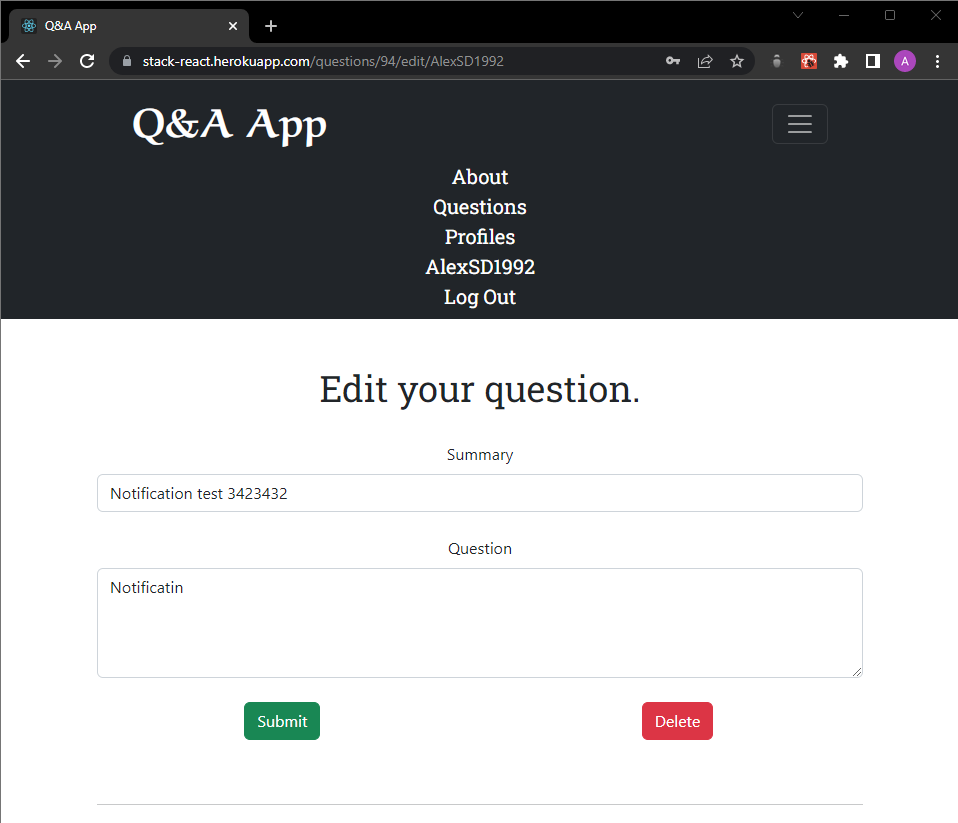 Q&A App
stack-react.herokuapp.com/questions/94/edit/AlexSD1992
A
Q&A App
About
Questions
Profiles
AlexSD1992
Log Out
Edit your question.
Summary
Notification test 3423432
Question
Notificatin
Submit Delete